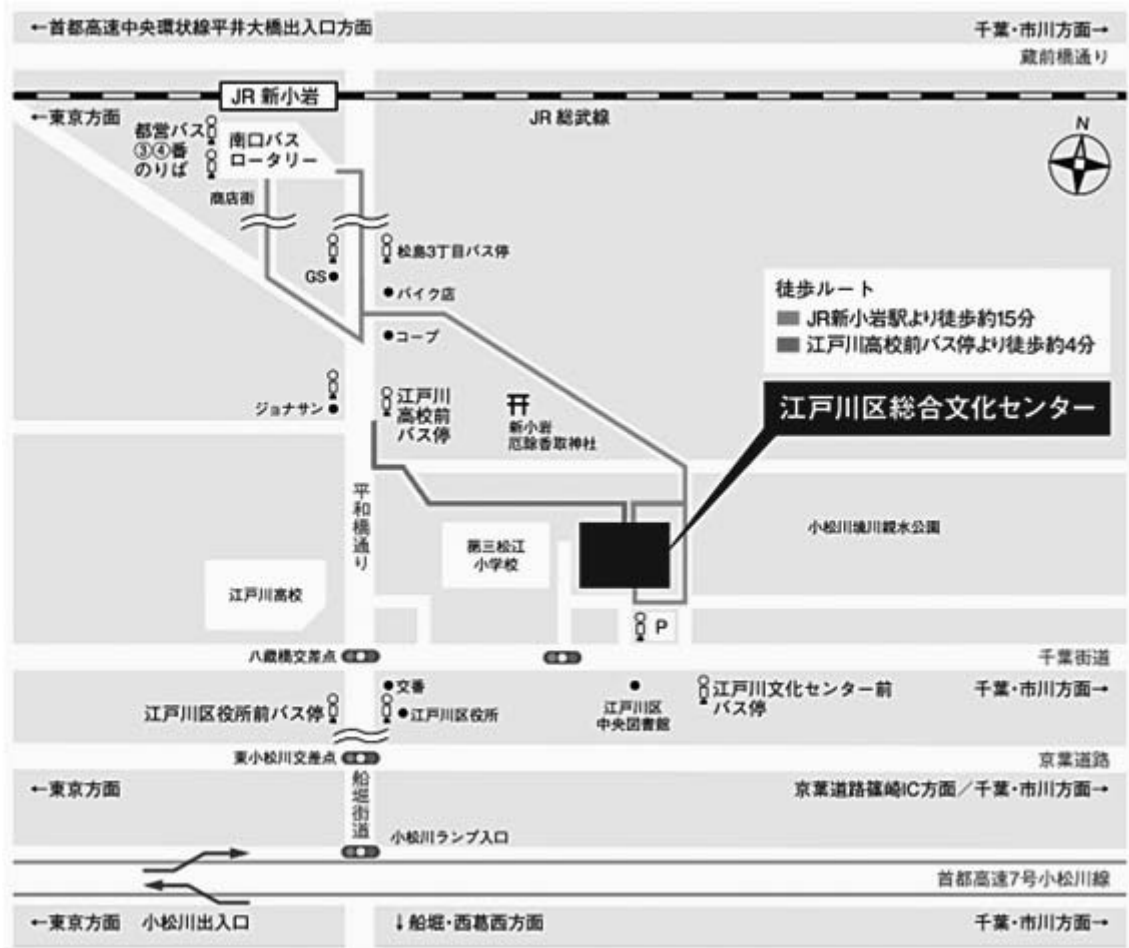 ←首都高速中央環状線平井大橋出入口方面
千葉・市川方面→
蔵前橋通り
JR 新小岩
←東京方面
JR 総武線
N
都営バス
③④番
のりば
南口バス
ロータリー
商店街
松島3丁目バス停
GS
バイク店
コープ
徒歩ルート
JR新小岩駅より徒歩約15分
江戸川高校前バス停より徒歩約4分
江戸川区総合文化センター
ジョナサン
江戸川
高校前
バス停
新小岩
厄除香取神社
平和橋通り
第三松江
小学校
小松川境川親水公園
江戸川高校
P
八蔵橋交差点
千葉街道
交番
江戸川区役所前バス停
江戸川区役所
江戸川区
中央図書館
江戸川文化センター前
バス停
千葉・市川方面→
東小松川交差点
京葉道路
←東京方面
船堀街道
京葉道路篠崎IC方面／千葉・市川方面→
小松川ランプ入口
首都高速7号小松川線
←東京方面 小松川出入口
↓船堀・西葛西方面
千葉・市川方面→